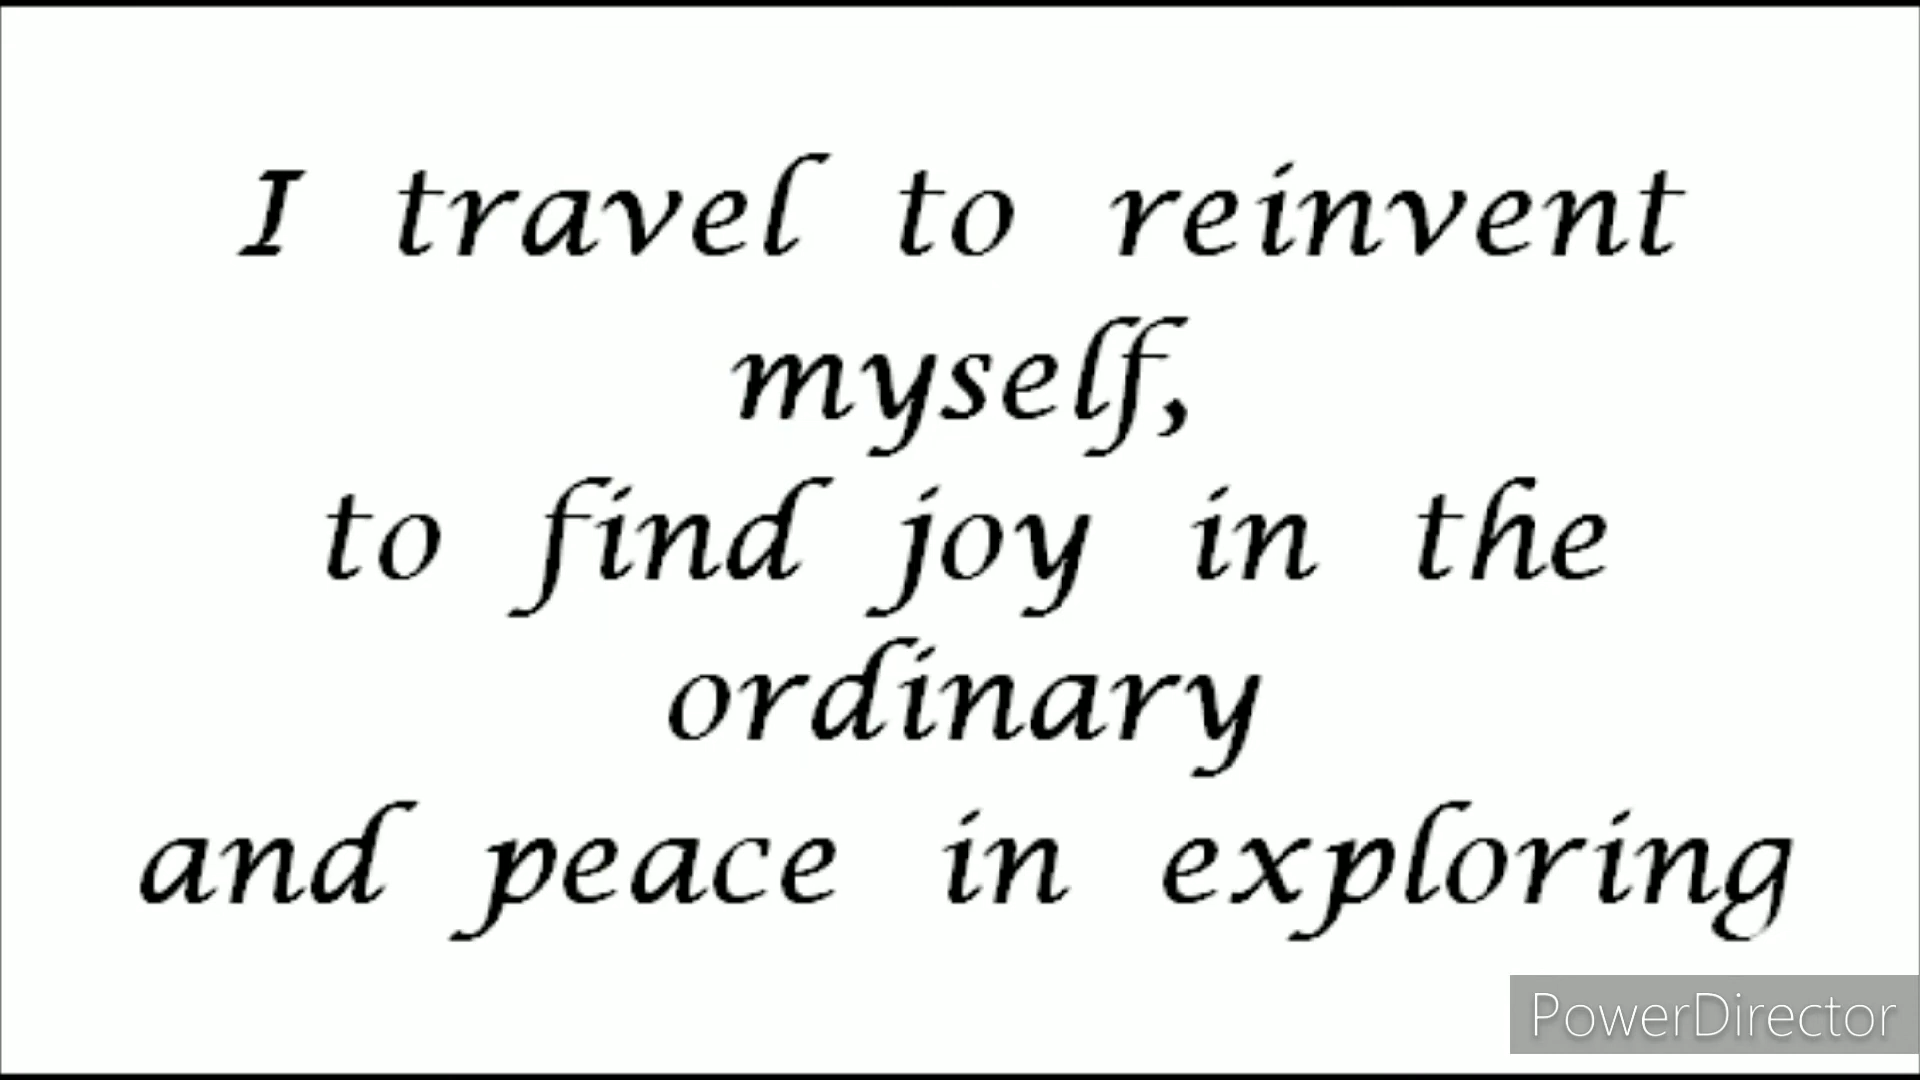 I travel to reinvent
myself,
to find joy in the
ordinary
and peace in exploring
PowerDirector